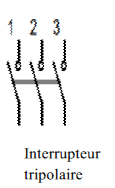 1 2 3
Interrupteur
tripolaire